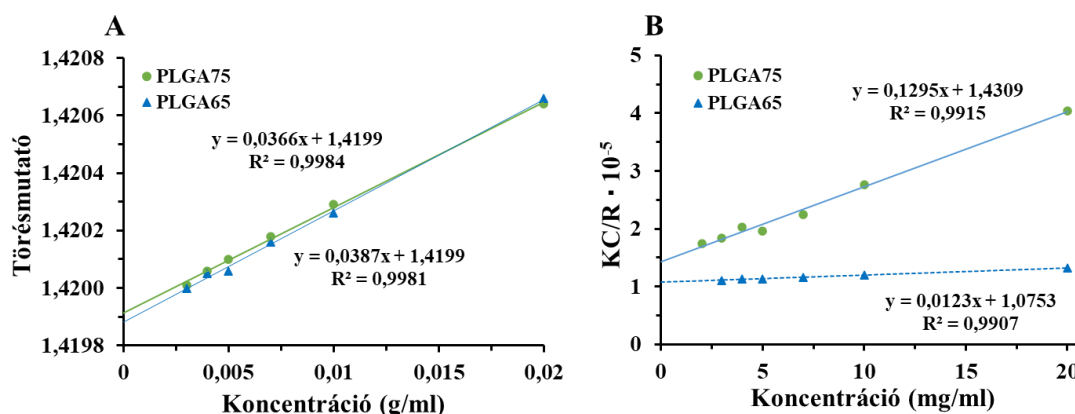 A
1,4208
1,4206
1,4204
1,4202
1,4200
1,4198
Törésmutató
PLGA75
PLGA65
y = 0,0366x + 1,4199
R² = 0,9984
y = 0,0387x + 1,4199
R² = 0,9981
0 0,005 0,01 0,015 0,02
Koncentráció (g/ml)
B
5
4
3
2
1
0
KC/R · 10⁻⁵
PLGA75
PLGA65
y = 0,1295x + 1,4309
R² = 0,9915
y = 0,0123x + 1,0753
R² = 0,9907
0 5 10 15 20
Koncentráció (mg/ml)